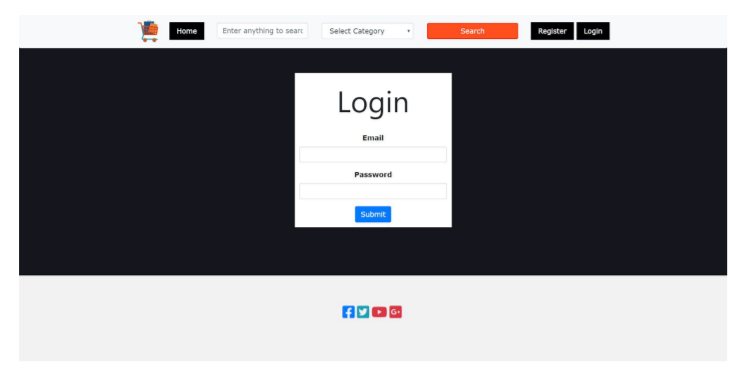 Home Enter anything to searc Select Category Search Register Login
Login
Email
Password
Submit
G+